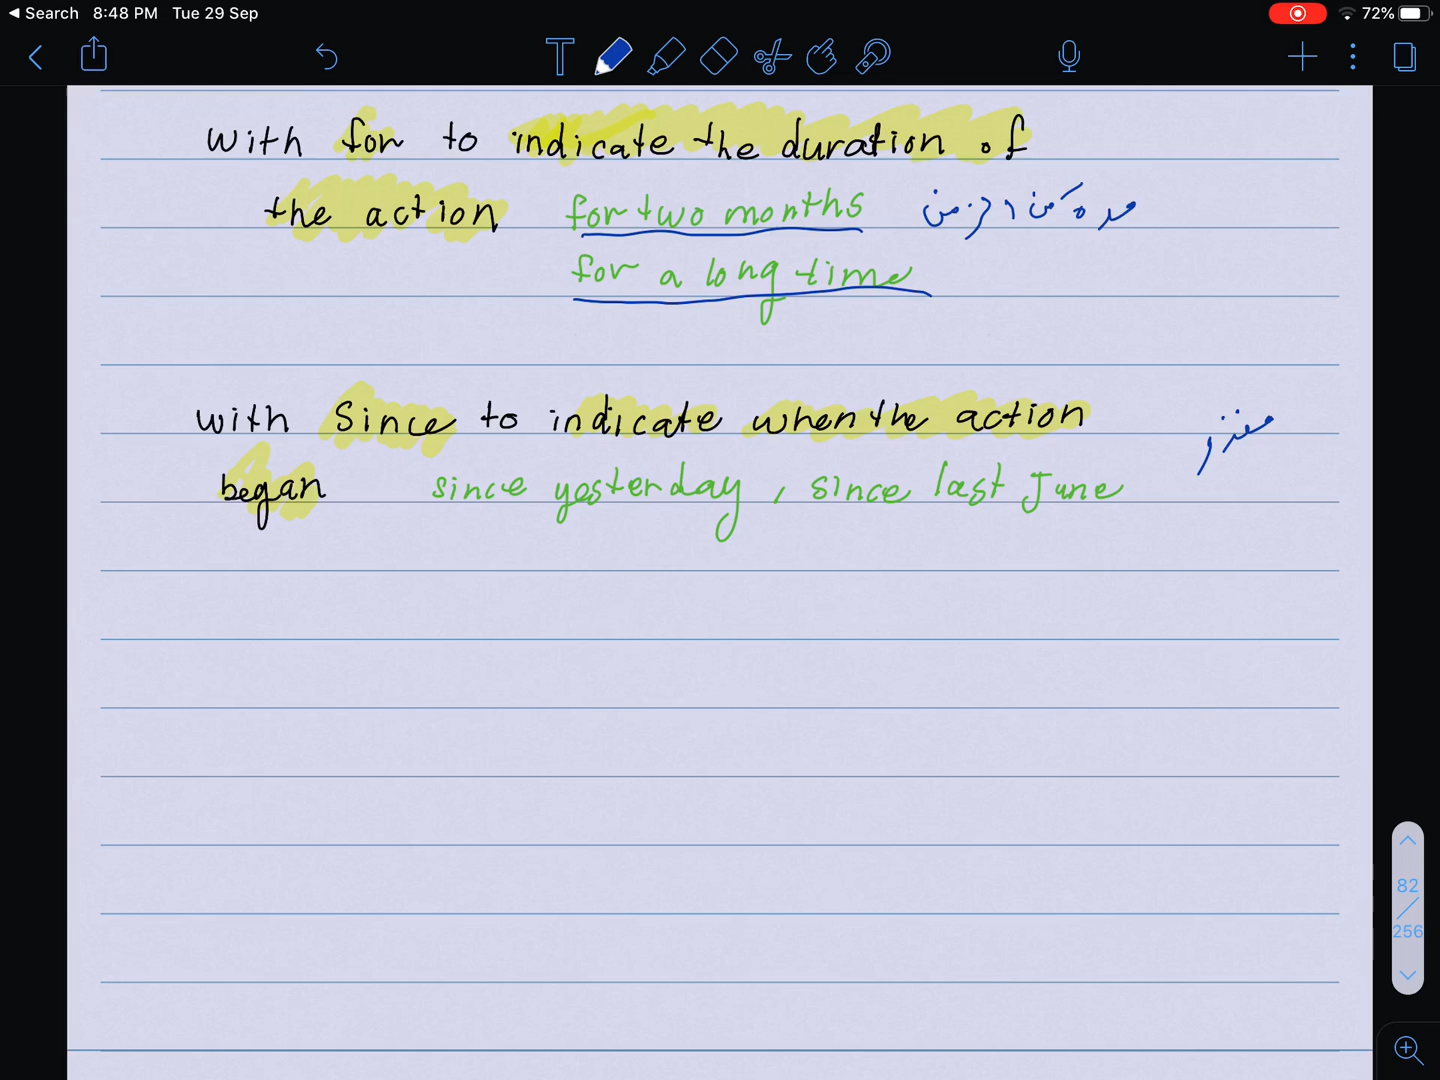 Search 8:48 PM Tue 29 Sep 72%
With for to indicate the duration of
the action for two months مدة من الزمن
for a long time
with Since to indicate when the action
منذ
began since yesterday, since last June
82
256